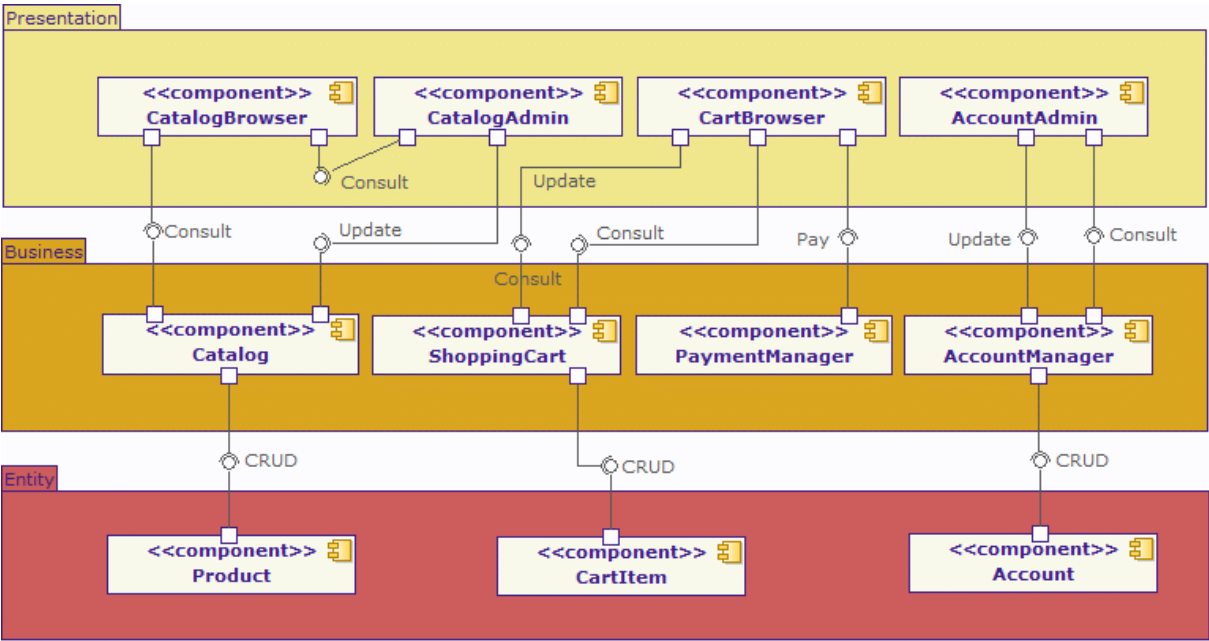 Presentation
<<component>>
CatalogBrowser
<<component>>
CatalogAdmin
<<component>>
CartBrowser
<<component>>
AccountAdmin
Consult
Update
Consult
Update
Consult
Pay
Update
Consult
Business
Consult
<<component>>
Catalog
<<component>>
ShoppingCart
<<component>>
PaymentManager
<<component>>
AccountManager
CRUD
CRUD
CRUD
Entity
<<component>>
Product
<<component>>
CartItem
<<component>>
Account